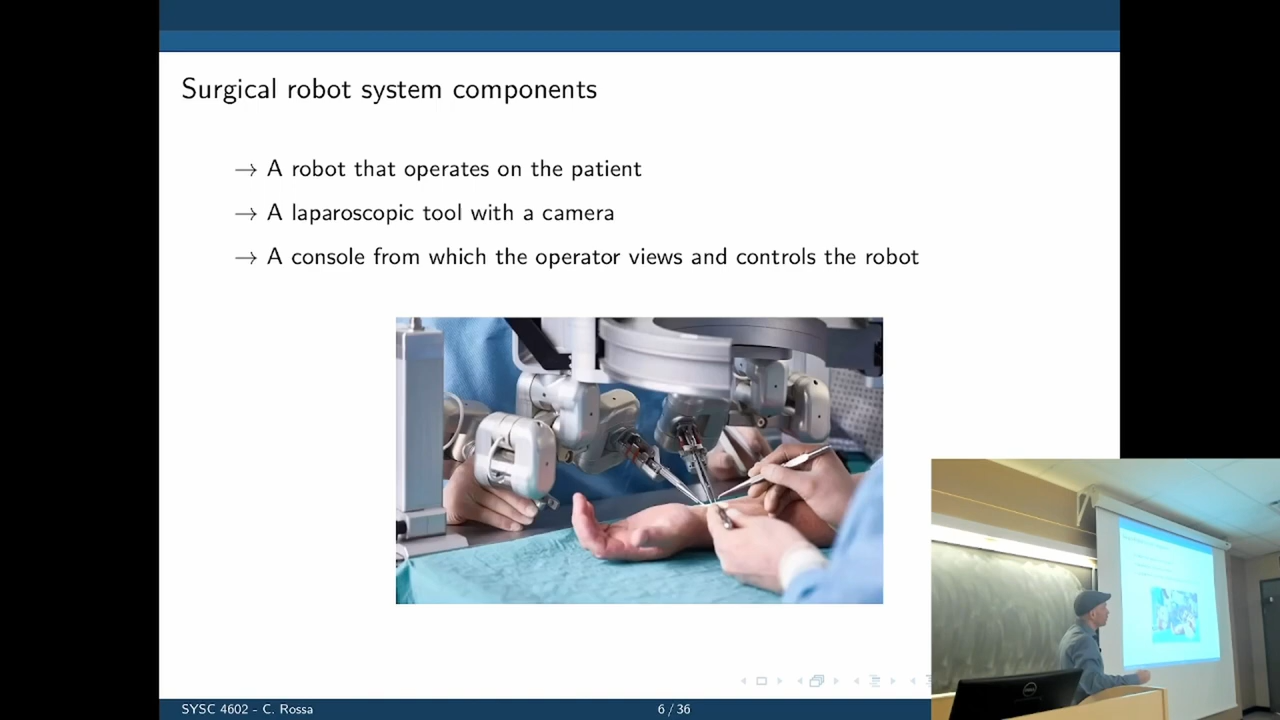 Surgical robot system components
→ A robot that operates on the patient
→ A laparoscopic tool with a camera
→ A console from which the operator views and controls the robot
SYSC 4602 - C. Rossa
6 / 36
DELL